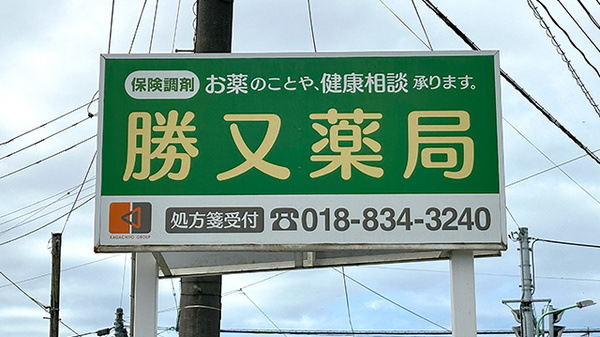 保険調剤 お薬のことや、健康相談承ります。
勝又薬局
処方箋受付 ☎018-834-3240
KAGACHIYO GROUP